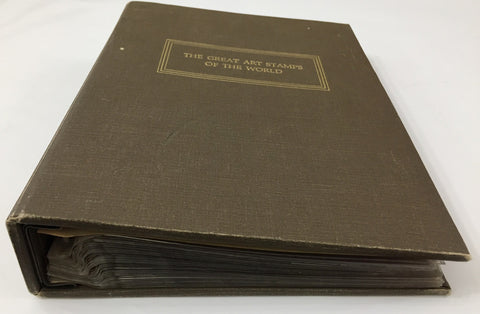 THE GREAT ART STAMPS
OF THE WORLD